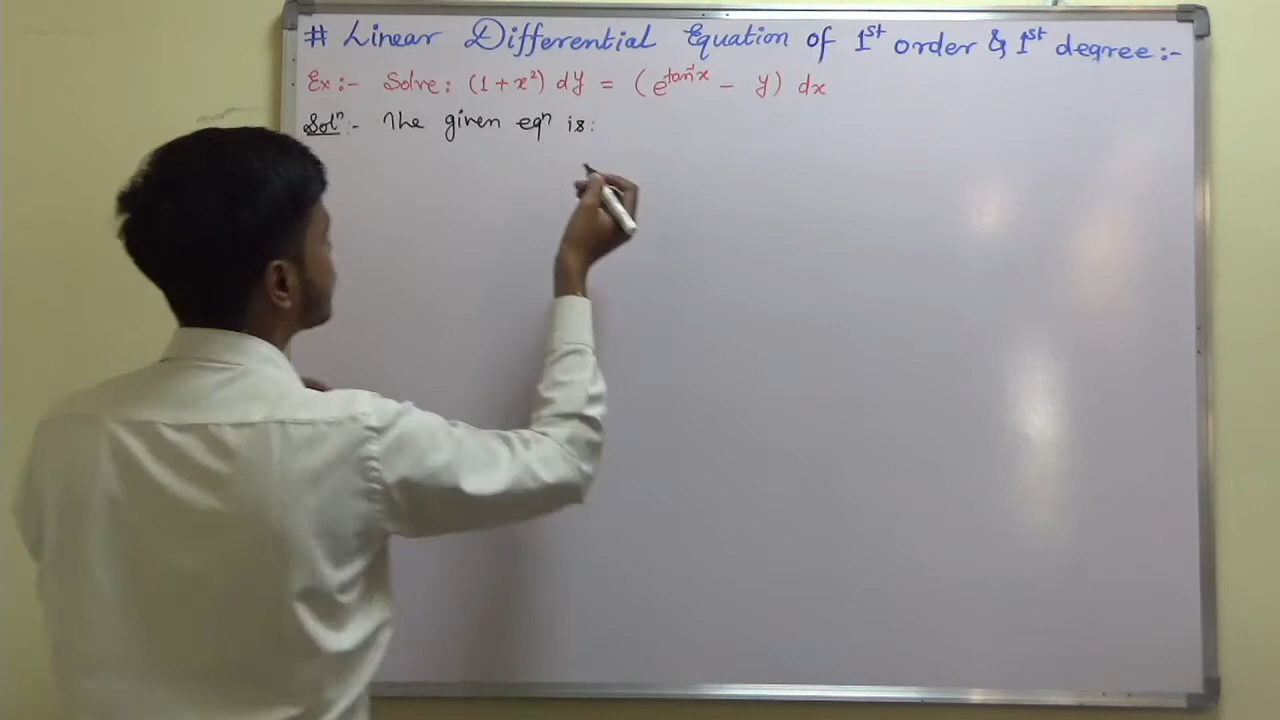 # Linear Differential Equation of 1st order & 1st degree :-
Ex:- Solve: (1 + x²) dy = (e^tan⁻¹x - y) dx
Solⁿ:- The given eqⁿ is: